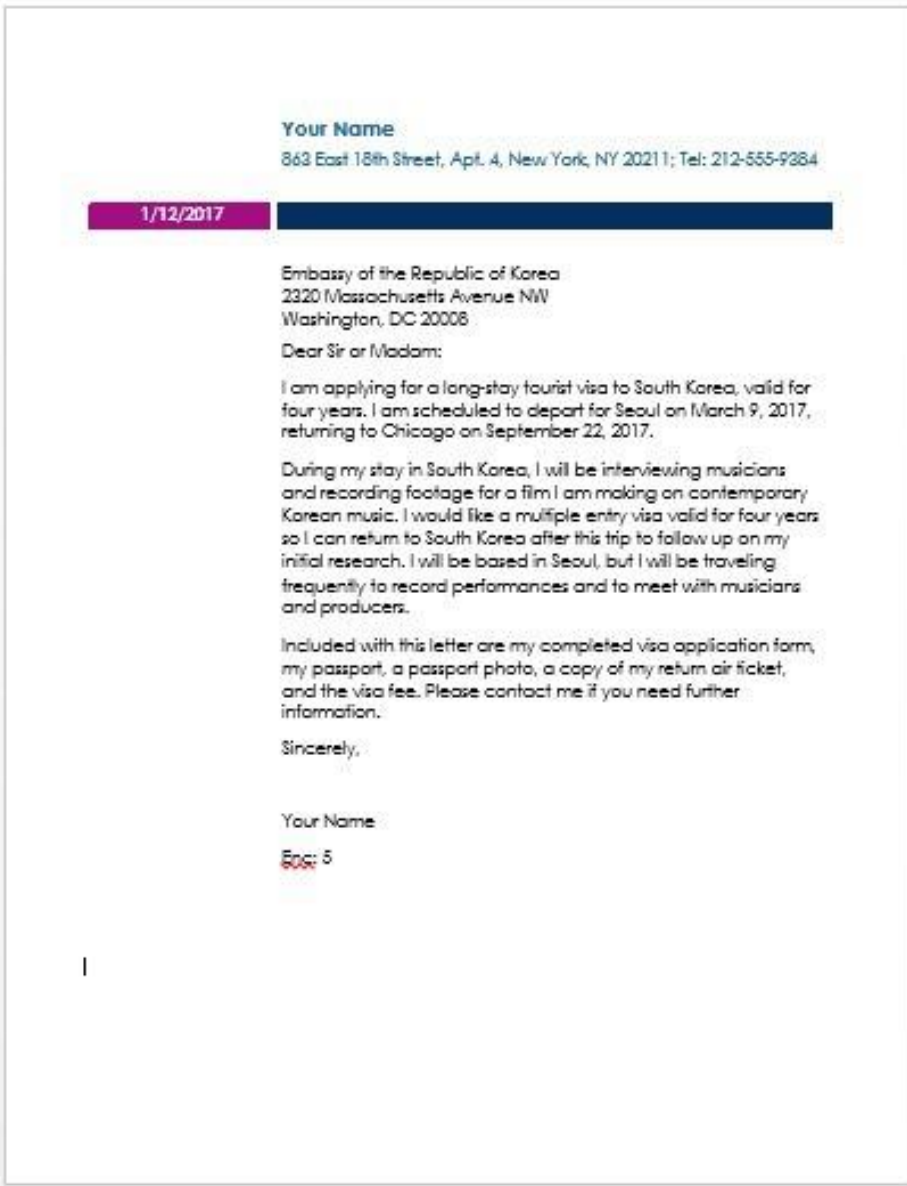 Your Name
863 East 18th Street, Apt. 4, New York, NY 20211; Tel: 212-555-9384
1/12/2017
Embassy of the Republic of Korea
2320 Massachusetts Avenue NW
Washington, DC 20008
Dear Sir or Madam:
I am applying for a long-stay tourist visa to South Korea, valid for
four years. I am scheduled to depart for Seoul on March 9, 2017,
returning to Chicago on September 22, 2017.
During my stay in South Korea, I will be interviewing musicians
and recording footage for a film I am making on contemporary
Korean music. I would like a multiple entry visa valid for four years
so I can return to South Korea after this trip to follow up on my
initial research. I will be based in Seoul, but I will be traveling
frequently to record performances and to meet with musicians
and producers.
Included with this letter are my completed visa application form,
my passport, a passport photo, a copy of my return air ticket,
and the visa fee. Please contact me if you need further
information.
Sincerely,
Your Name
Enc: 5